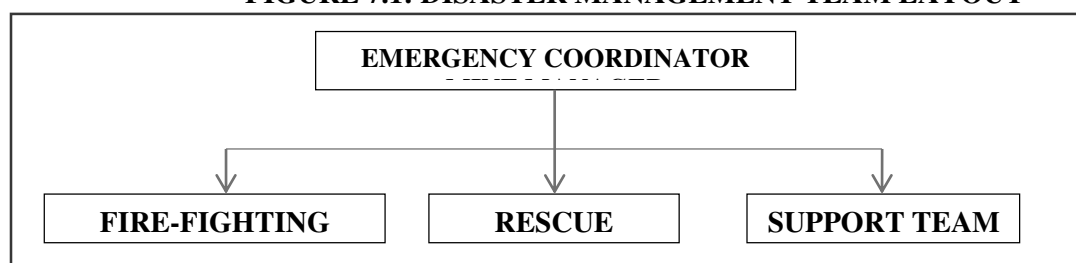 FIGURE 7.1: DISASTER MANAGEMENT TEAM LAYOUT
EMERGENCY COORDINATOR
FIRE-FIGHTING
RESCUE
SUPPORT TEAM